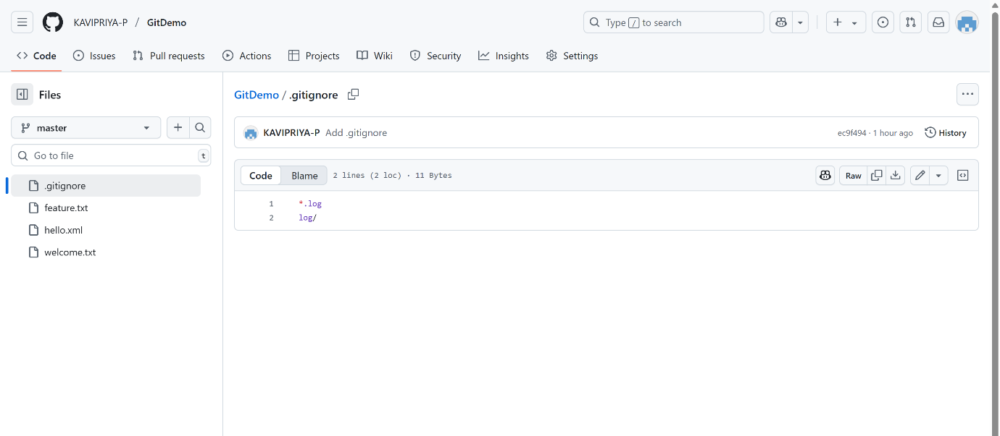 KAVIPRIYA-P / GitDemo
Type / to search
Code Issues Pull requests Actions Projects Wiki Security Insights Settings
Files
master
Go to file t
.gitignore
feature.txt
hello.xml
welcome.txt
GitDemo / .gitignore
KAVIPRIYA-P Add .gitignore ec9f494 · 1 hour ago History
Code Blame 2 lines (2 loc) · 11 Bytes Raw
1 *.log
2 log/